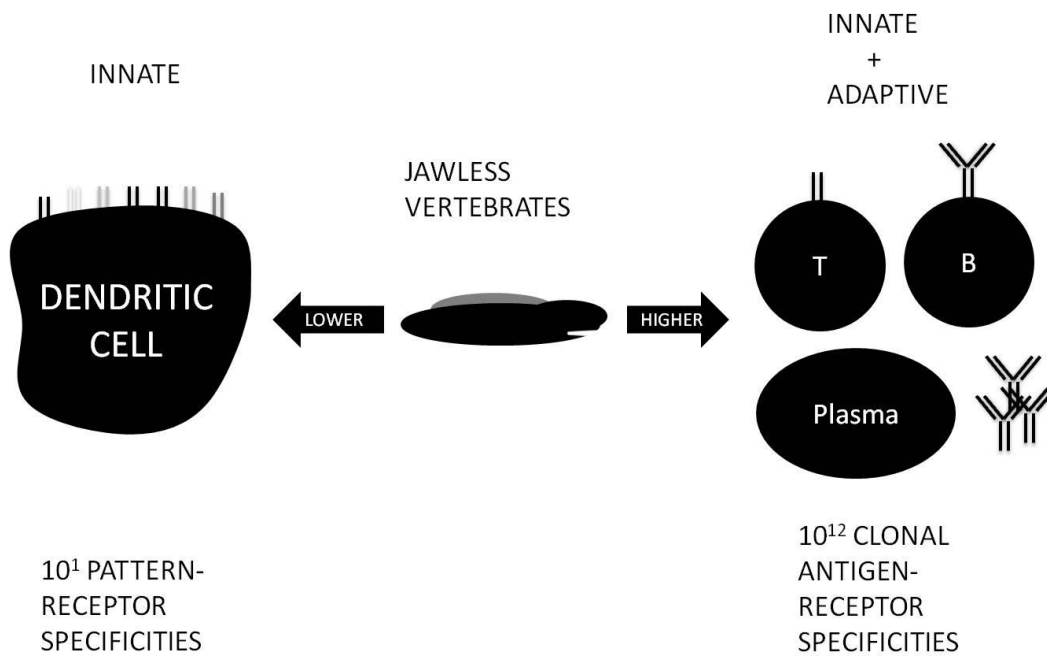 INNATE
DENDRITIC
CELL
10¹ PATTERN-
RECEPTOR
SPECIFICITIES
JAWLESS
VERTEBRATES
LOWER
HIGHER
INNATE
+
ADAPTIVE
T
B
Plasma
10¹² CLONAL
ANTIGEN-
RECEPTOR
SPECIFICITIES